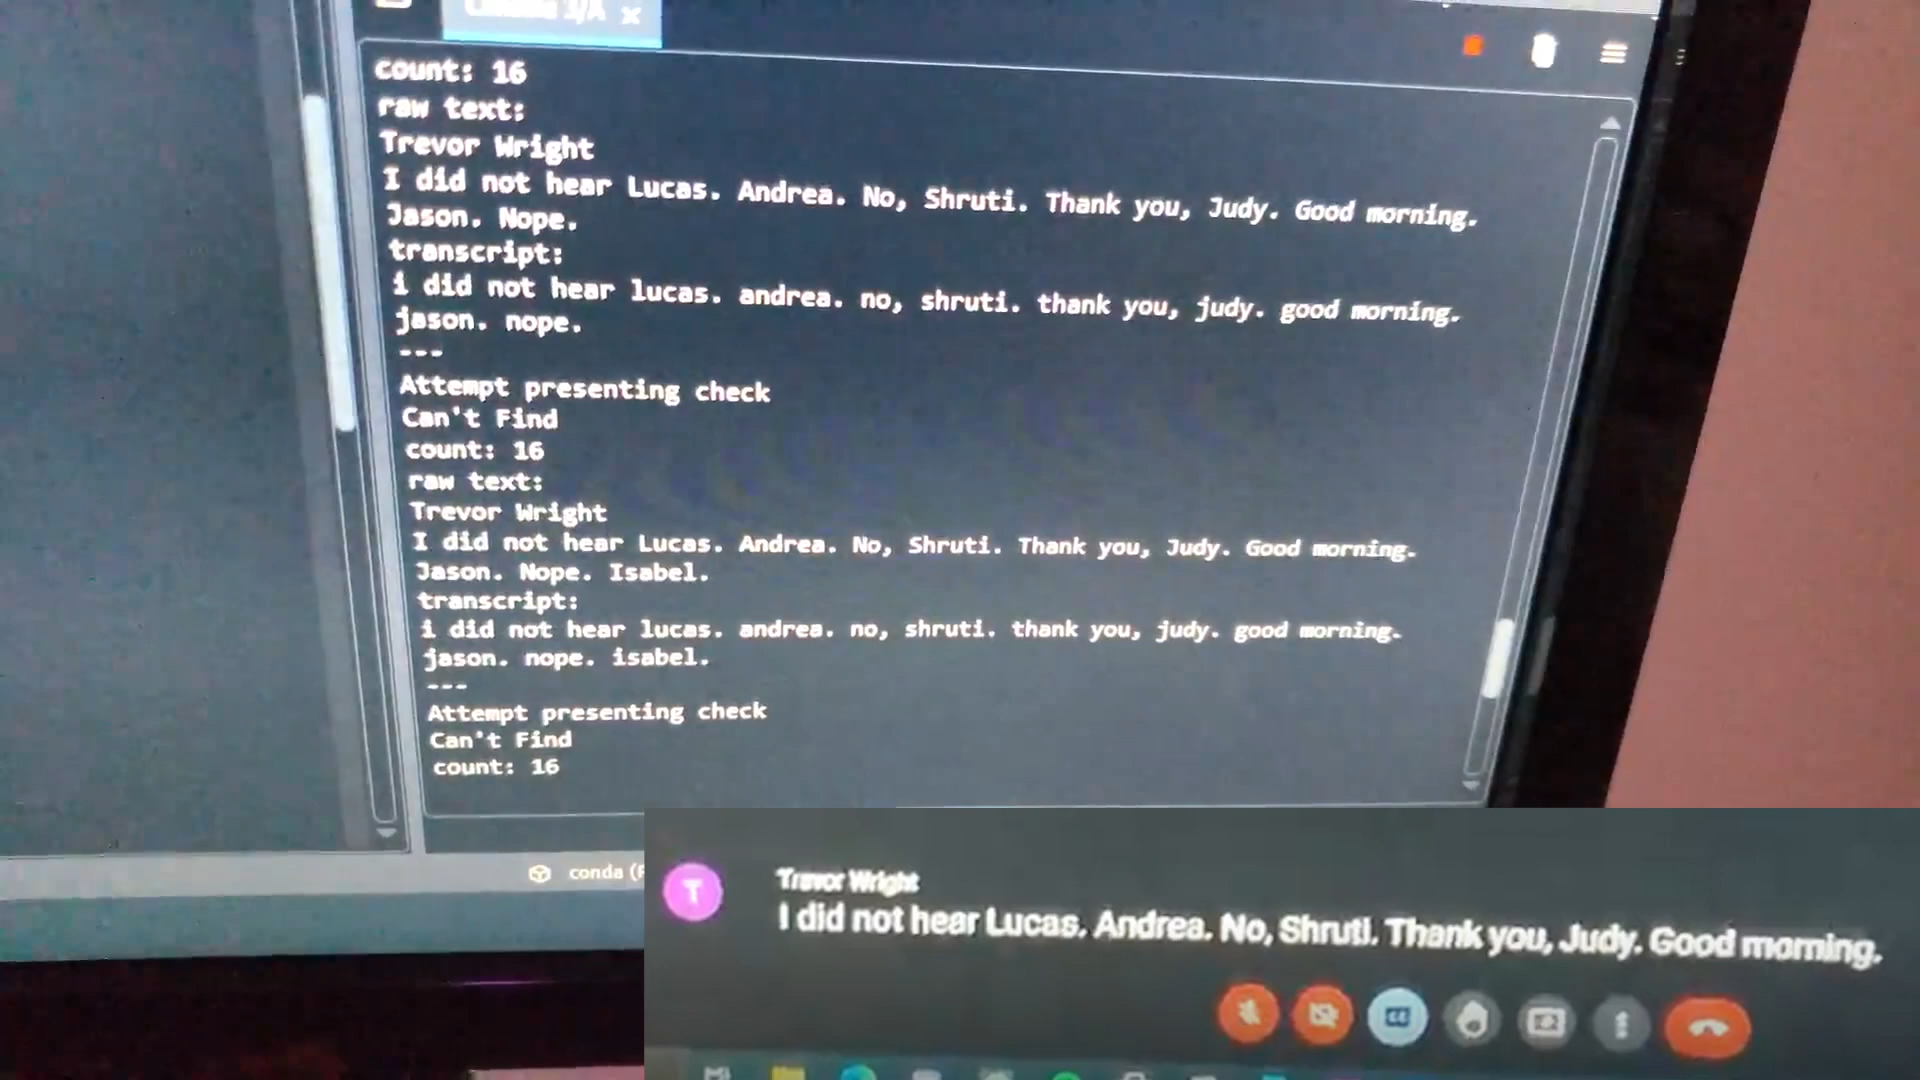 count: 16
raw text:
Trevor Wright
I did not hear Lucas. Andrea. No, Shruti. Thank you, Judy. Good morning.
Jason. Nope.
transcript:
i did not hear lucas. andrea. no, shruti. thank you, judy. good morning.
jason. nope.
---
Attempt presenting check
Can't Find
count: 16
raw text:
Trevor Wright
I did not hear Lucas. Andrea. No, Shruti. Thank you, Judy. Good morning.
Jason. Nope. Isabel.
transcript:
i did not hear lucas. andrea. no, shruti. thank you, judy. good morning.
jason. nope. isabel.
---
Attempt presenting check
Can't Find
count: 16
conda
T
Trevor Wright
I did not hear Lucas. Andrea. No, Shruti. Thank you, Judy. Good morning.
CC